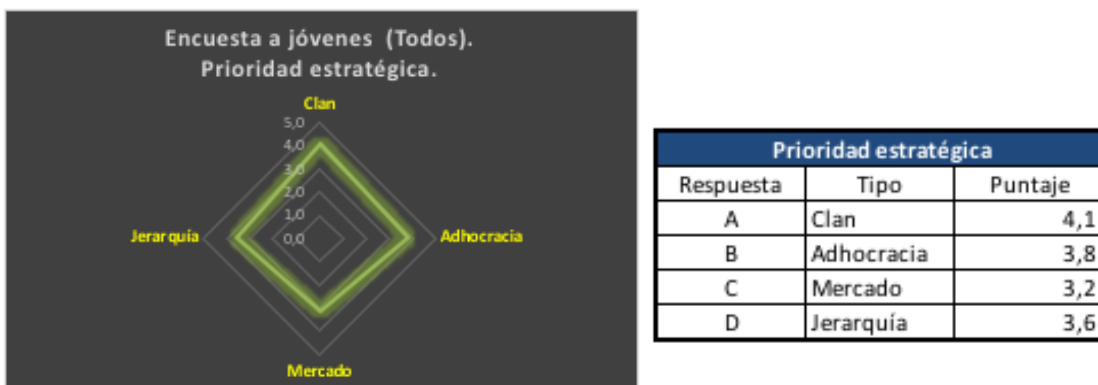 Encuesta a jóvenes (Todos).
Prioridad estratégica.
Clan
5,0
4,0
3,0
2,0
1,0
0,0
Jerarquía
Adhocracia
Mercado
Prioridad estratégica
Respuesta Tipo Puntaje
A Clan 4,1
B Adhocracia 3,8
C Mercado 3,2
D Jerarquía 3,6